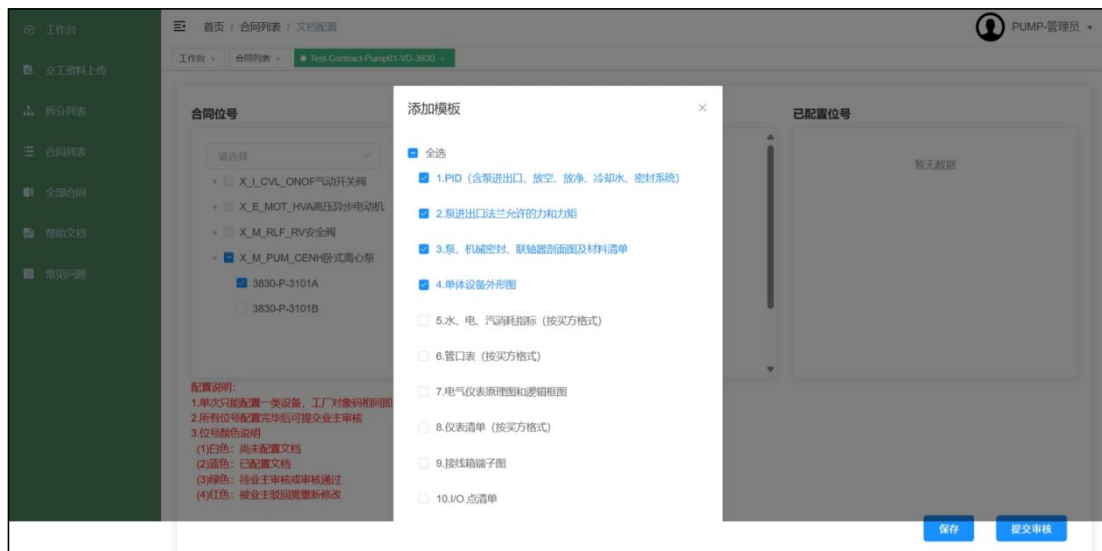 工作台
交工资料上传
拆分列表
合同列表
全部合同
帮助文档
常见问题
首页 / 合同列表 / 文档配置
PUMP-管理员
工作台 ×
合同列表 ×
Test-Contract-Pump01-VD-3830 ×
合同位号
请选择
X_I_CVL_ONOF气动开关阀
X_E_MOT_HVA高压异步电动机
X_M_RLF_RV安全阀
X_M_PUM_CENH卧式离心泵
3830-P-3101A
3830-P-3101B
配置说明:
1.单次只能配置一类设备，工厂对象码相同即
2.所有位号配置完毕后可提交业主审核
3.位号颜色说明
(1)白色：尚未配置文档
(2)蓝色：已配置文档
(3)绿色：待业主审核或审核通过
(4)红色：被业主驳回需重新修改
添加模板
×
全选
1.PID（含泵进出口、放空、放净、冷却水、密封系统)
2.泵进出口法兰允许的力和力矩
3.泵、机械密封、联轴器剖面图及材料清单
4.单体设备外形图
5.水、电、汽消耗指标（按买方格式）
6.管口表（按买方格式）
7.电气仪表原理图和逻辑框图
8.仪表清单（按买方格式）
9.接线箱端子图
10.I/O 点清单
已配置位号
暂无数据
保存
提交审核